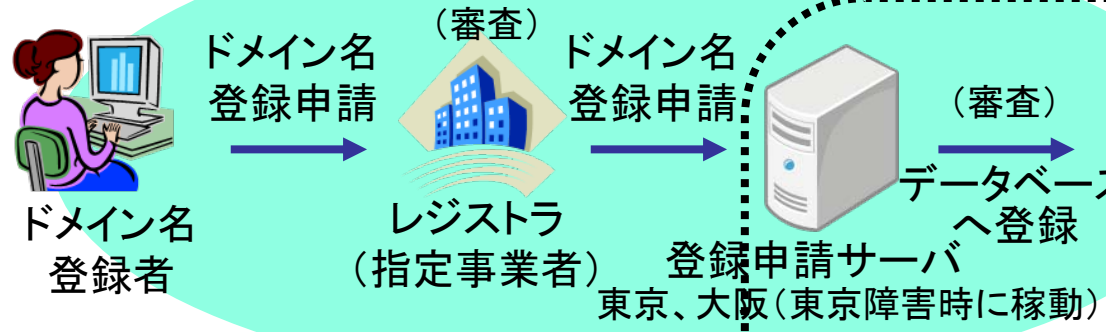 ドメイン名
登録者
ドメイン名
登録申請
（審査）
レジストラ
（指定事業者）
ドメイン名
登録申請
登録申請サーバ
東京、大阪（東京障害時に稼動）
（審査）
データベース
へ登録